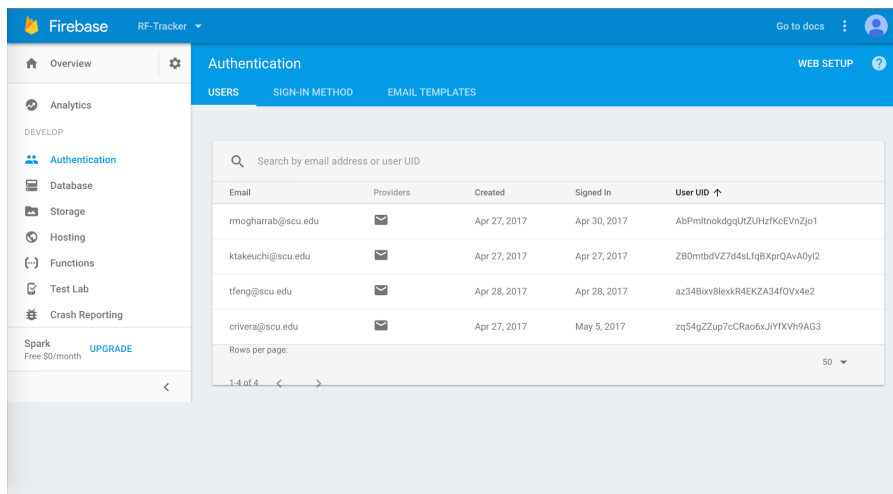 Firebase RF-Tracker Go to docs
Overview
Authentication WEB SETUP ?
USERS SIGN-IN METHOD EMAIL TEMPLATES
Analytics
DEVELOP
Authentication
Database
Storage
Hosting
Functions
Test Lab
Crash Reporting
Spark
Free $0/month
UPGRADE
Search by email address or user UID
Email Providers Created Signed In User UID
rmogharrab@scu.edu Apr 27, 2017 Apr 30, 2017 AbPmltnokdgqUtZUHzfKcEVnZjo1
ktakeuchi@scu.edu Apr 27, 2017 Apr 27, 2017 ZB0mtbdVZ7d4sLfqBXprQAvA0yI2
tfeng@scu.edu Apr 28, 2017 Apr 28, 2017 az34Bixv8lexkR4EKZA34fOVx4e2
crivera@scu.edu Apr 27, 2017 May 5, 2017 zq54gZZup7cCRao6xJiYfXVh9AG3
Rows per page:
50
1-4 of 4